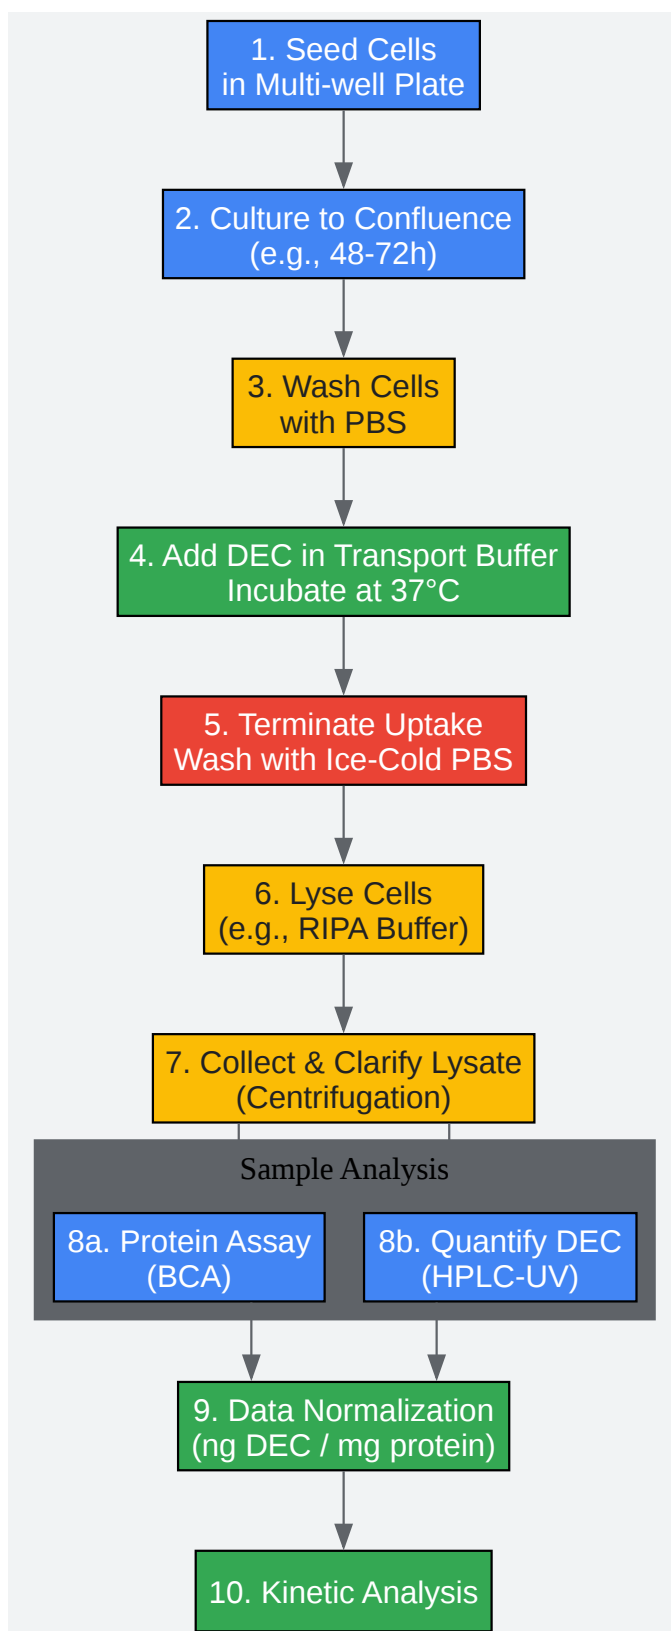 1. Seed Cells
in Multi-well Plate
2. Culture to Confluence
(e.g., 48-72h)
3. Wash Cells
with PBS
4. Add DEC in Transport Buffer
Incubate at 37°C
5. Terminate Uptake
Wash with Ice-Cold PBS
6. Lyse Cells
(e.g., RIPA Buffer)
7. Collect & Clarify Lysate
(Centrifugation)
Sample Analysis
8a. Protein Assay
(BCA)
8b. Quantify DEC
(HPLC-UV)
9. Data Normalization
(ng DEC / mg protein)
10. Kinetic Analysis